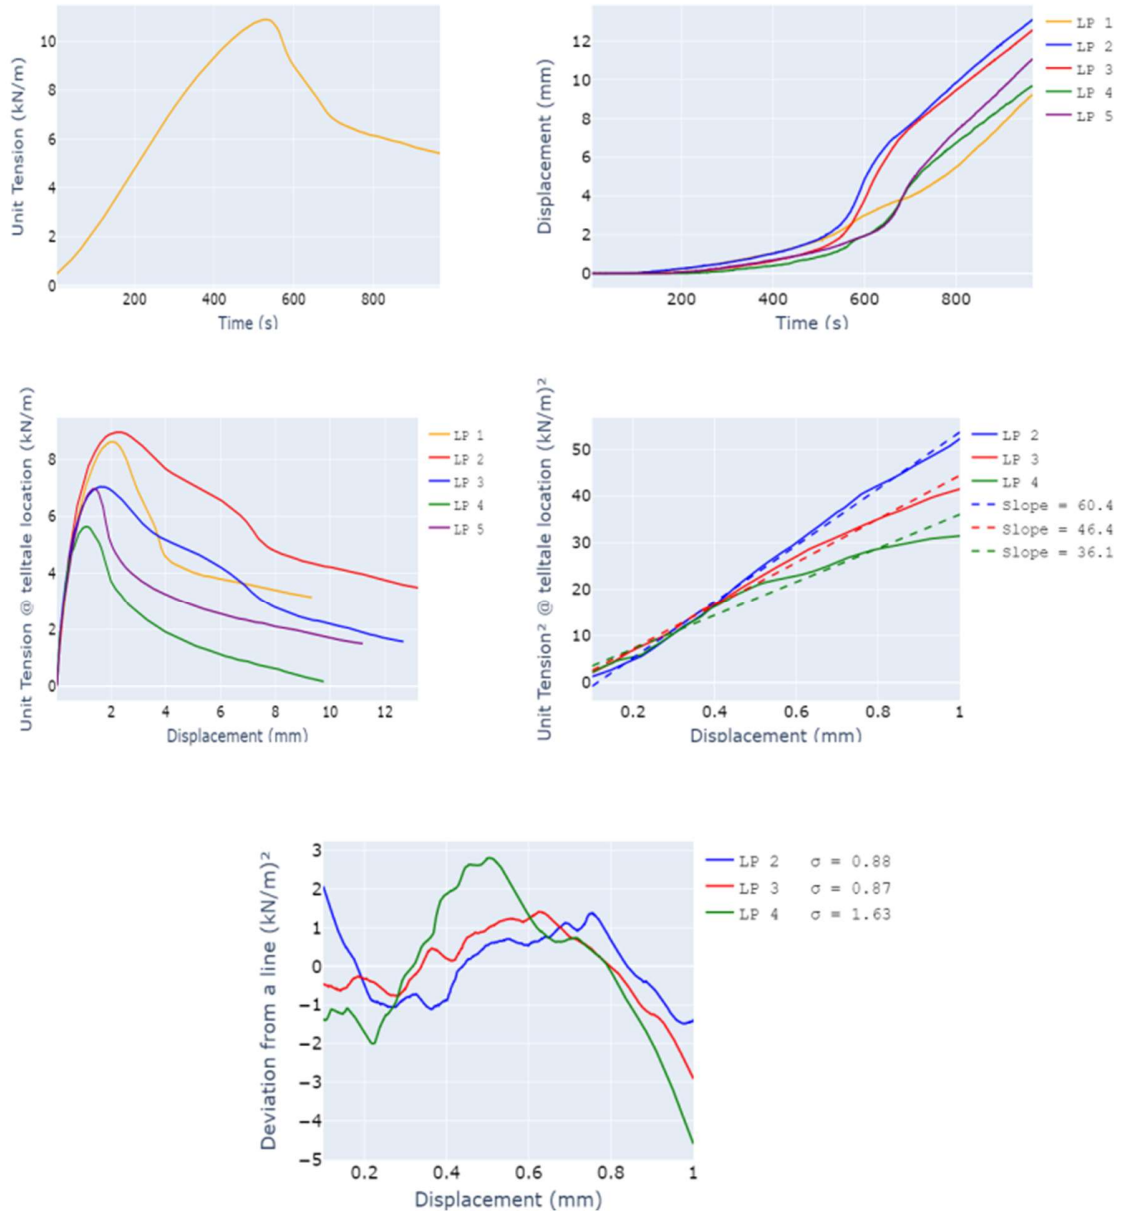 Unit Tension (kN/m)
10
8
6
4
2
0
200
400
600
800
Time (s)
Displacement (mm)
12
10
8
6
4
2
0
200
400
600
800
Time (s)
LP 1
LP 2
LP 3
LP 4
LP 5
Unit Tension @ telltale location (kN/m)
8
6
4
2
0
2
4
6
8
10
12
Displacement (mm)
LP 1
LP 2
LP 3
LP 4
LP 5
Unit Tension² @ telltale location (kN/m)²
50
40
30
20
10
0
0.2
0.4
0.6
0.8
1
Displacement (mm)
LP 2
LP 3
LP 4
Slope = 60.4
Slope = 46.4
Slope = 36.1
Deviation from a line (kN/m)²
3
2
1
0
−1
−2
−3
−4
−5
0.2
0.4
0.6
0.8
1
Displacement (mm)
LP 2 σ = 0.88
LP 3 σ = 0.87
LP 4 σ = 1.63